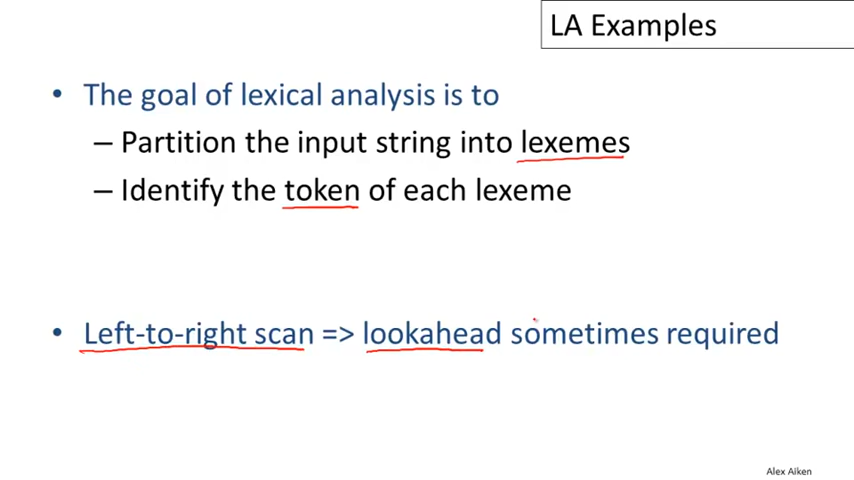 LA Examples
• The goal of lexical analysis is to
– Partition the input string into lexemes
– Identify the token of each lexeme
• Left-to-right scan => lookahead sometimes required
Alex Aiken